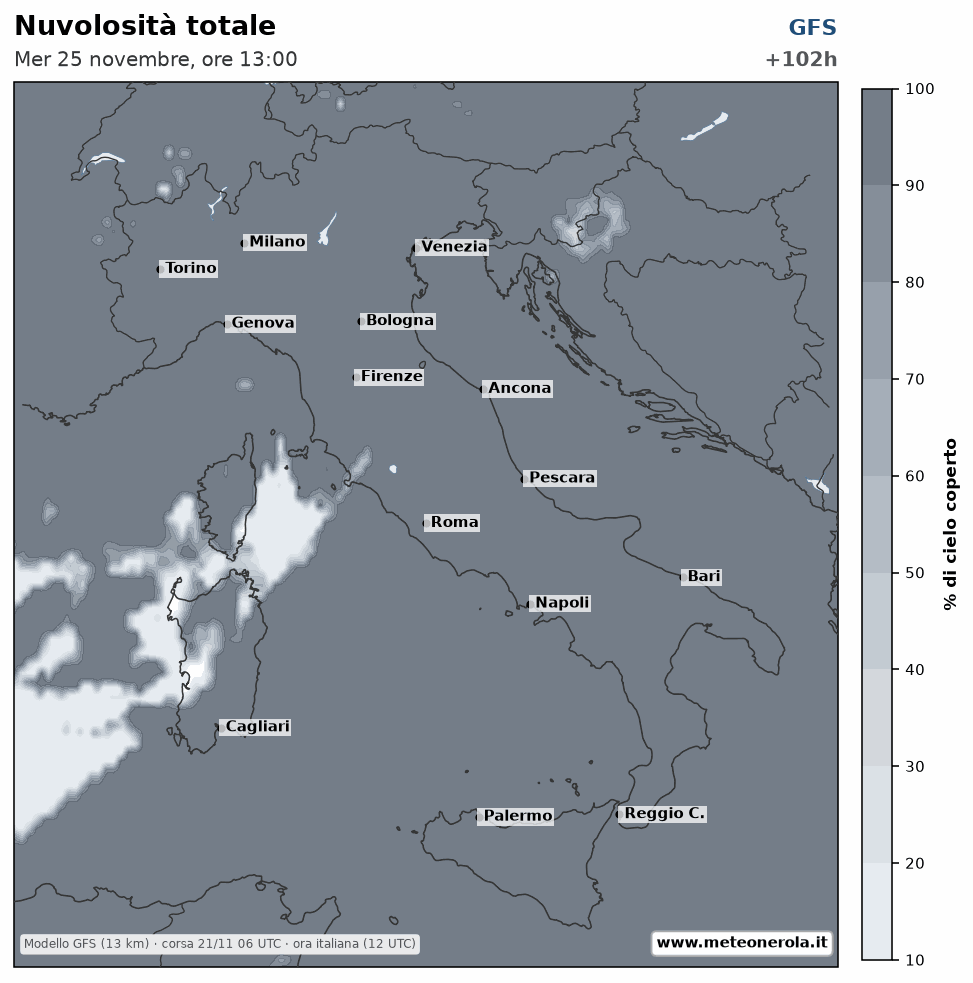 Nuvolosità totale
GFS
Mer 25 novembre, ore 13:00
+102h
100
90
80
70
60
50
40
30
20
10
% di cielo coperto
Milano
Venezia
Torino
Genova
Bologna
Firenze
Ancona
Pescara
Roma
Bari
Napoli
Cagliari
Palermo
Reggio C.
Modello GFS (13 km) · corsa 21/11 06 UTC · ora italiana (12 UTC)
www.meteonerola.it